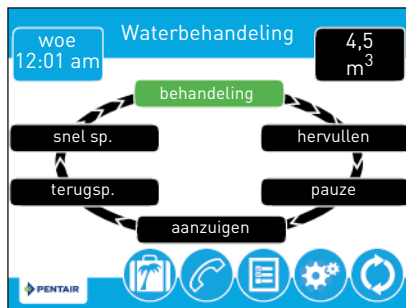 woe
12:01 am
Waterbehandeling
4,5
m³
behandeling
snel sp.
hervullen
terugsp.
pauze
aanzuigen
PENTAIR